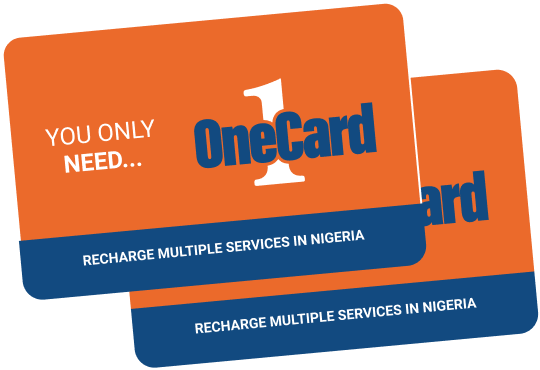 YOU ONLY
NEED...
1
OneCard
RECHARGE MULTIPLE SERVICES IN NIGERIA
ard
RECHARGE MULTIPLE SERVICES IN NIGERIA